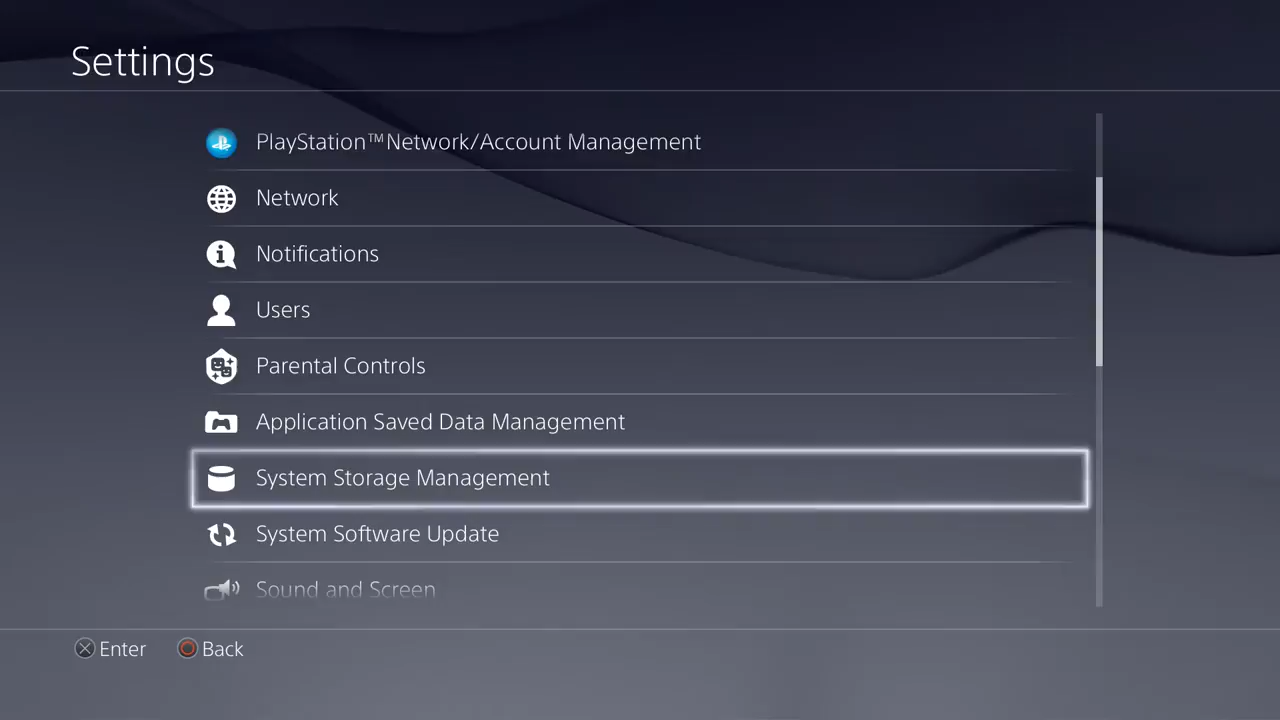 Settings
PlayStation™Network/Account Management
Network
Notifications
Users
Parental Controls
Application Saved Data Management
System Storage Management
System Software Update
Sound and Screen
Enter
Back